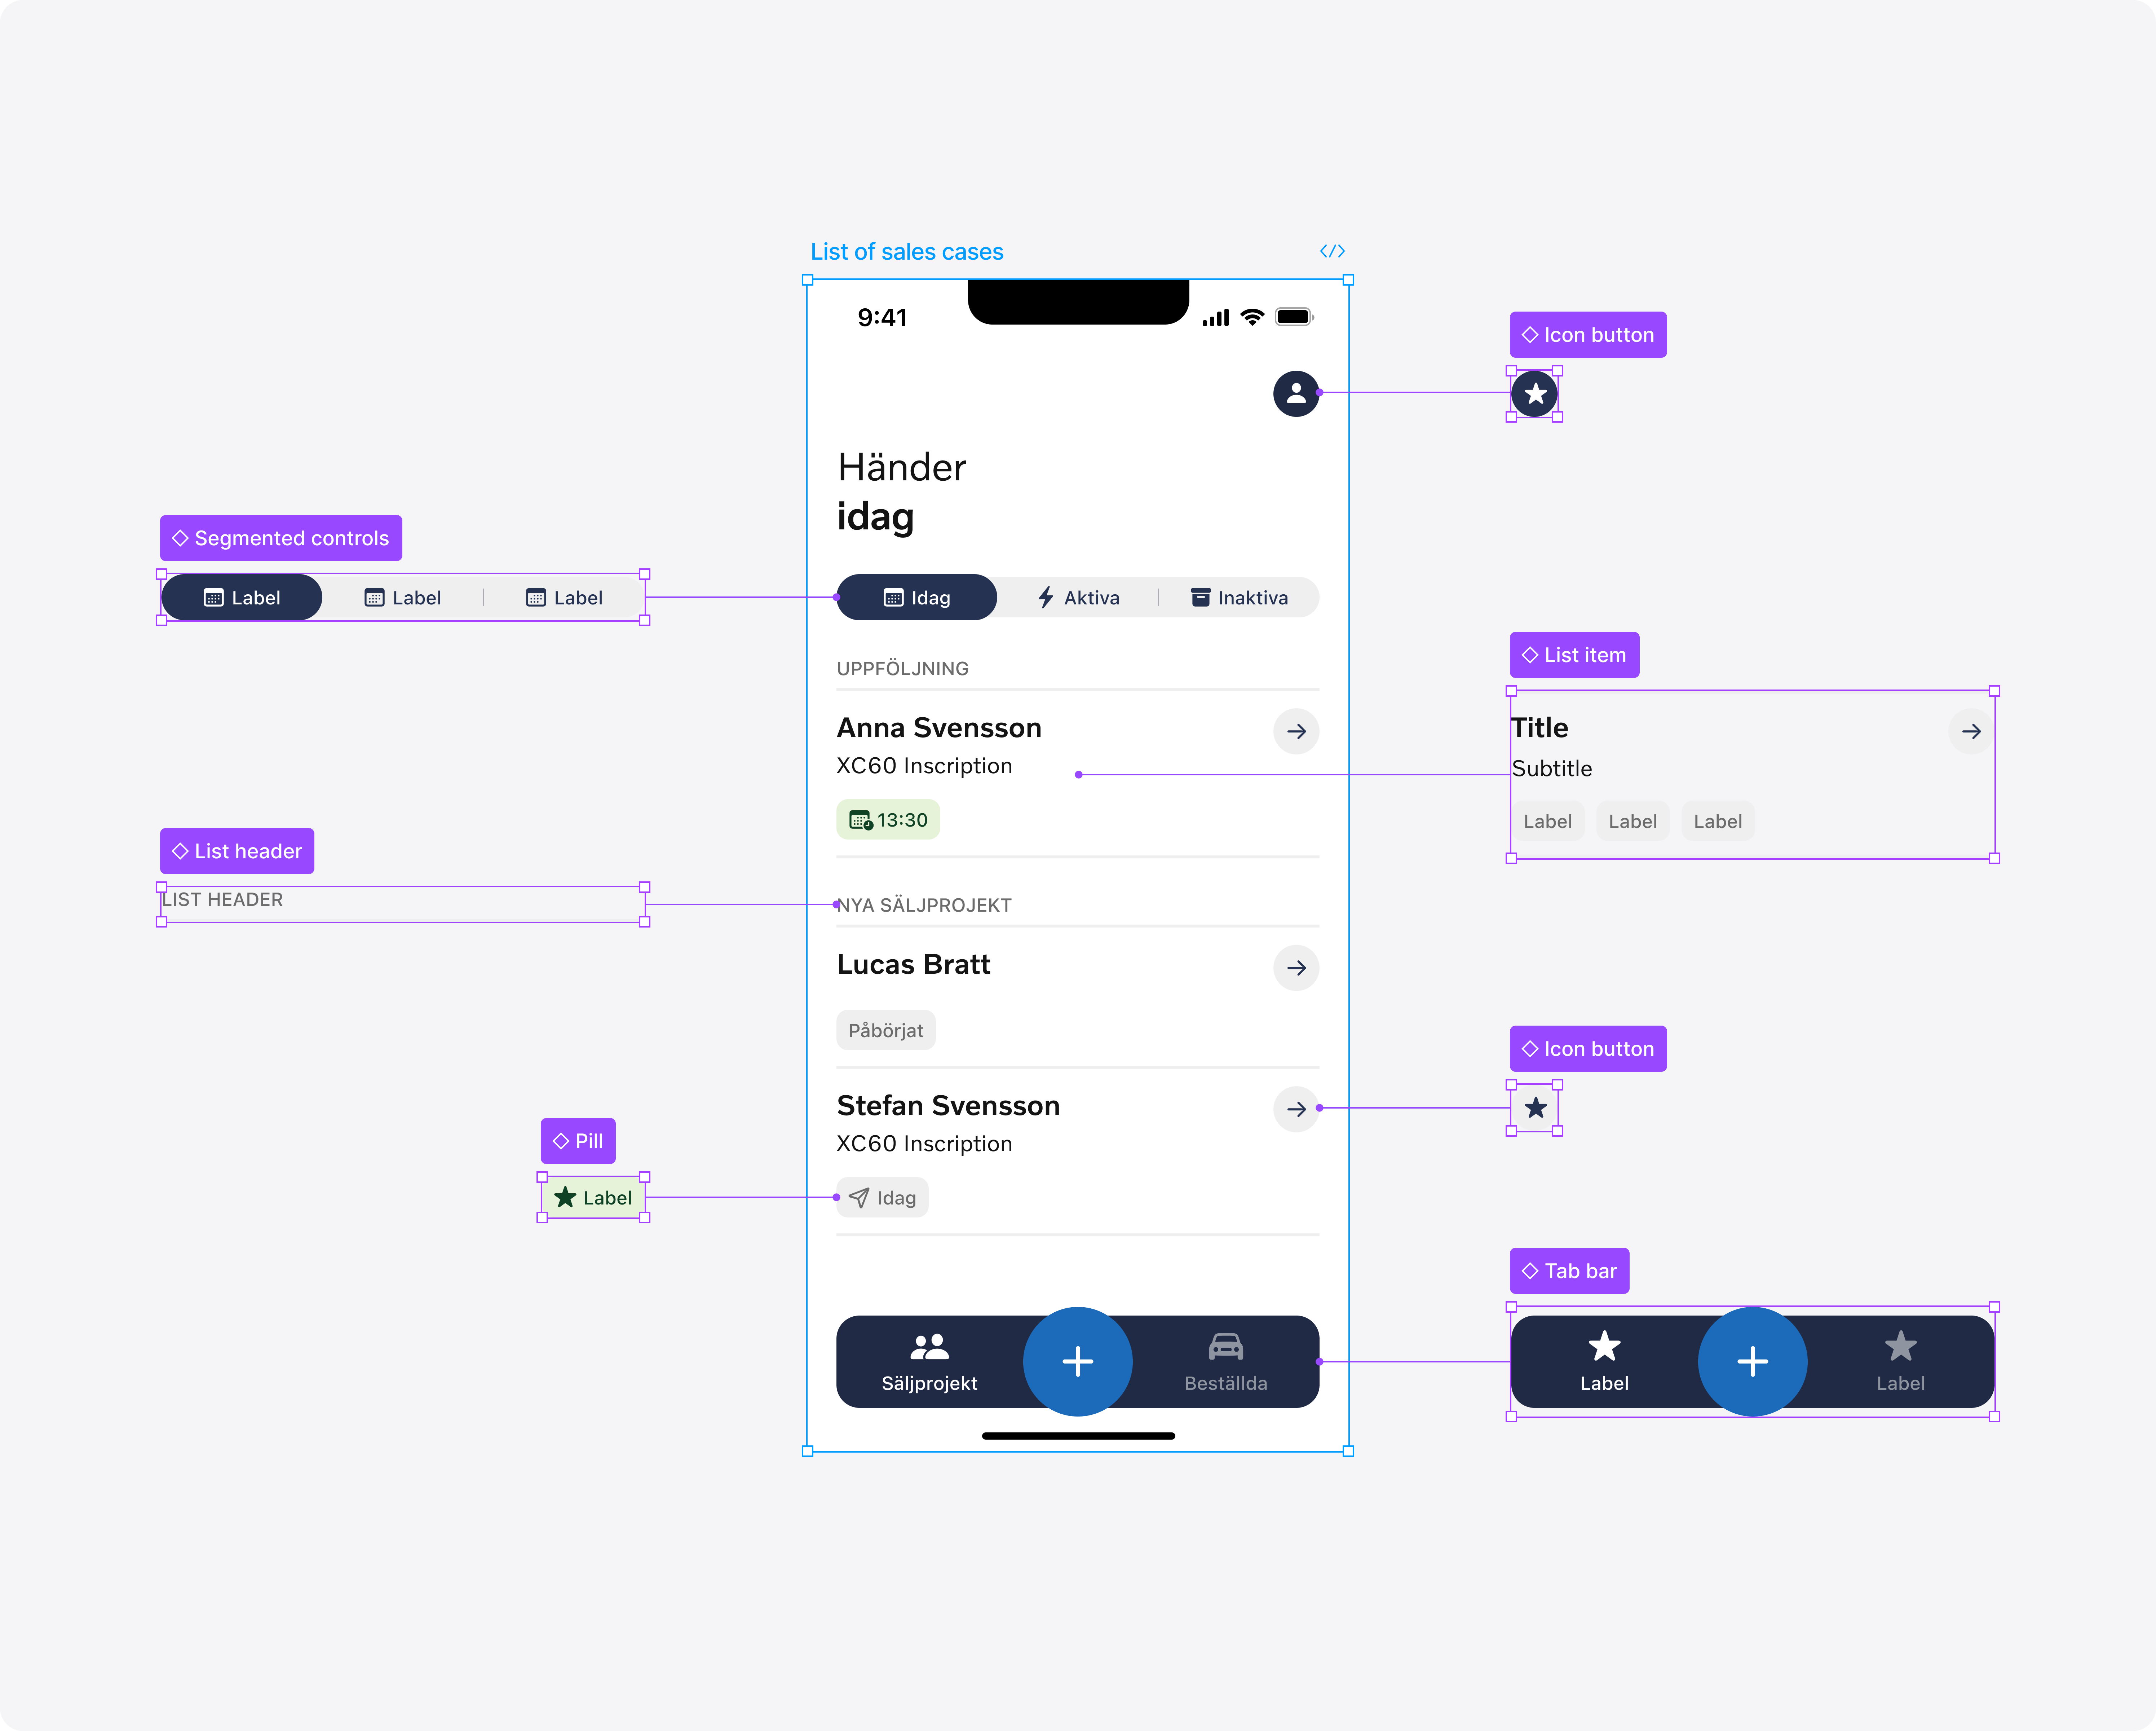 List of sales cases
</>
9:41
Icon button
Händer
idag
Segmented controls
Label Label Label
Idag Aktiva Inaktiva
UPPFÖLJNING
List item
Anna Svensson
XC60 Inscription
13:30
Title
Subtitle
Label Label Label
List header
LIST HEADER
NYA SÄLJPROJEKT
Lucas Bratt
Påbörjat
Icon button
Stefan Svensson
XC60 Inscription
Pill
Label
Idag
Tab bar
Säljprojekt Beställda
Label Label